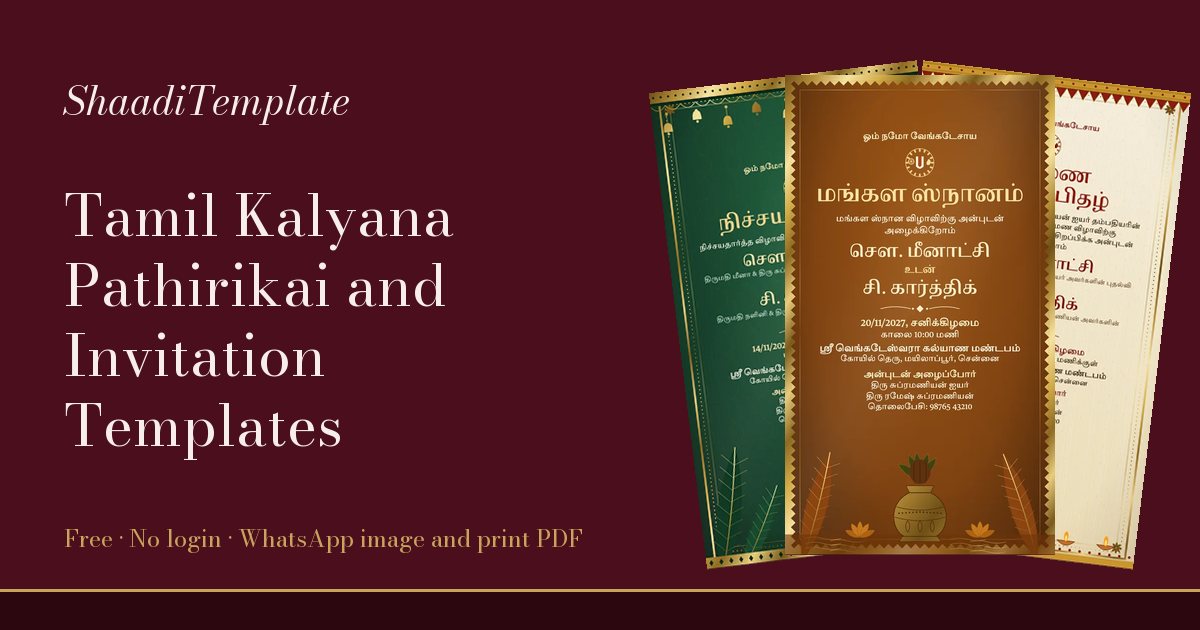 ShaadiTemplate
Tamil Kalyana
Pathirikai and
Invitation
Templates
Free · No login · WhatsApp image and print PDF
ஓம் நமோ
நிச்சய
சௌ
சி.
14/11/202
ஓம் நமோ வேங்கடேசாய
U
மங்கள ஸ்நானம்
மங்கள ஸ்நான விழாவிற்கு அன்புடன்
அழைக்கிறோம்
சௌ. மீனாட்சி
உடன்
சி. கார்த்திக்
20/11/2027, சனிக்கிழமை
காலை 10:00 மணி
ஸ்ரீ வெங்கடேஸ்வரா கல்யாண மண்டபம்
கோயில் தெரு, மயிலாப்பூர், சென்னை
அன்புடன் அழைப்போர்
திரு சுப்ரமணியன் ஐயர்
திரு ரமேஷ் சுப்ரமணியன்
தொலைபேசி: 98765 43210